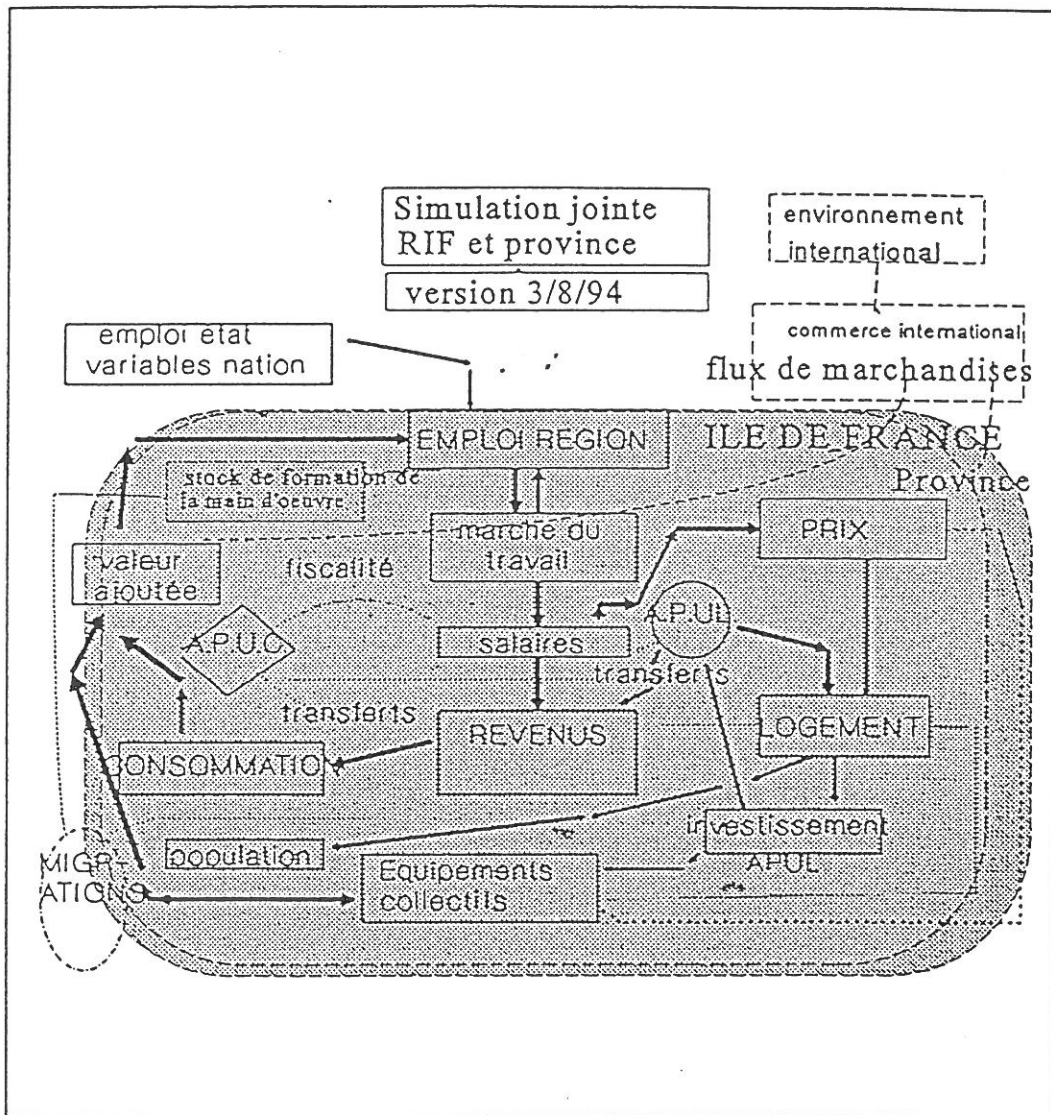 Simulation jointe
RIF et province
version 3/8/94
environnement
international
commerce international
flux de marchandises
emploi état
variables nation
EMPLOI REGION
ILE DE FRANCE
Province
stock de formation de
la main d'oeuvre
marché du
travail
PRIX
valeur
ajoutée
fiscalité
A.P.U.C.
salaires
A.P.UL
transferts
transferts
REVENUS
LOGEMENT
CONSOMMATION
investissement
APUL
population
Equipements
collectifs
MIGR-
ATIONS